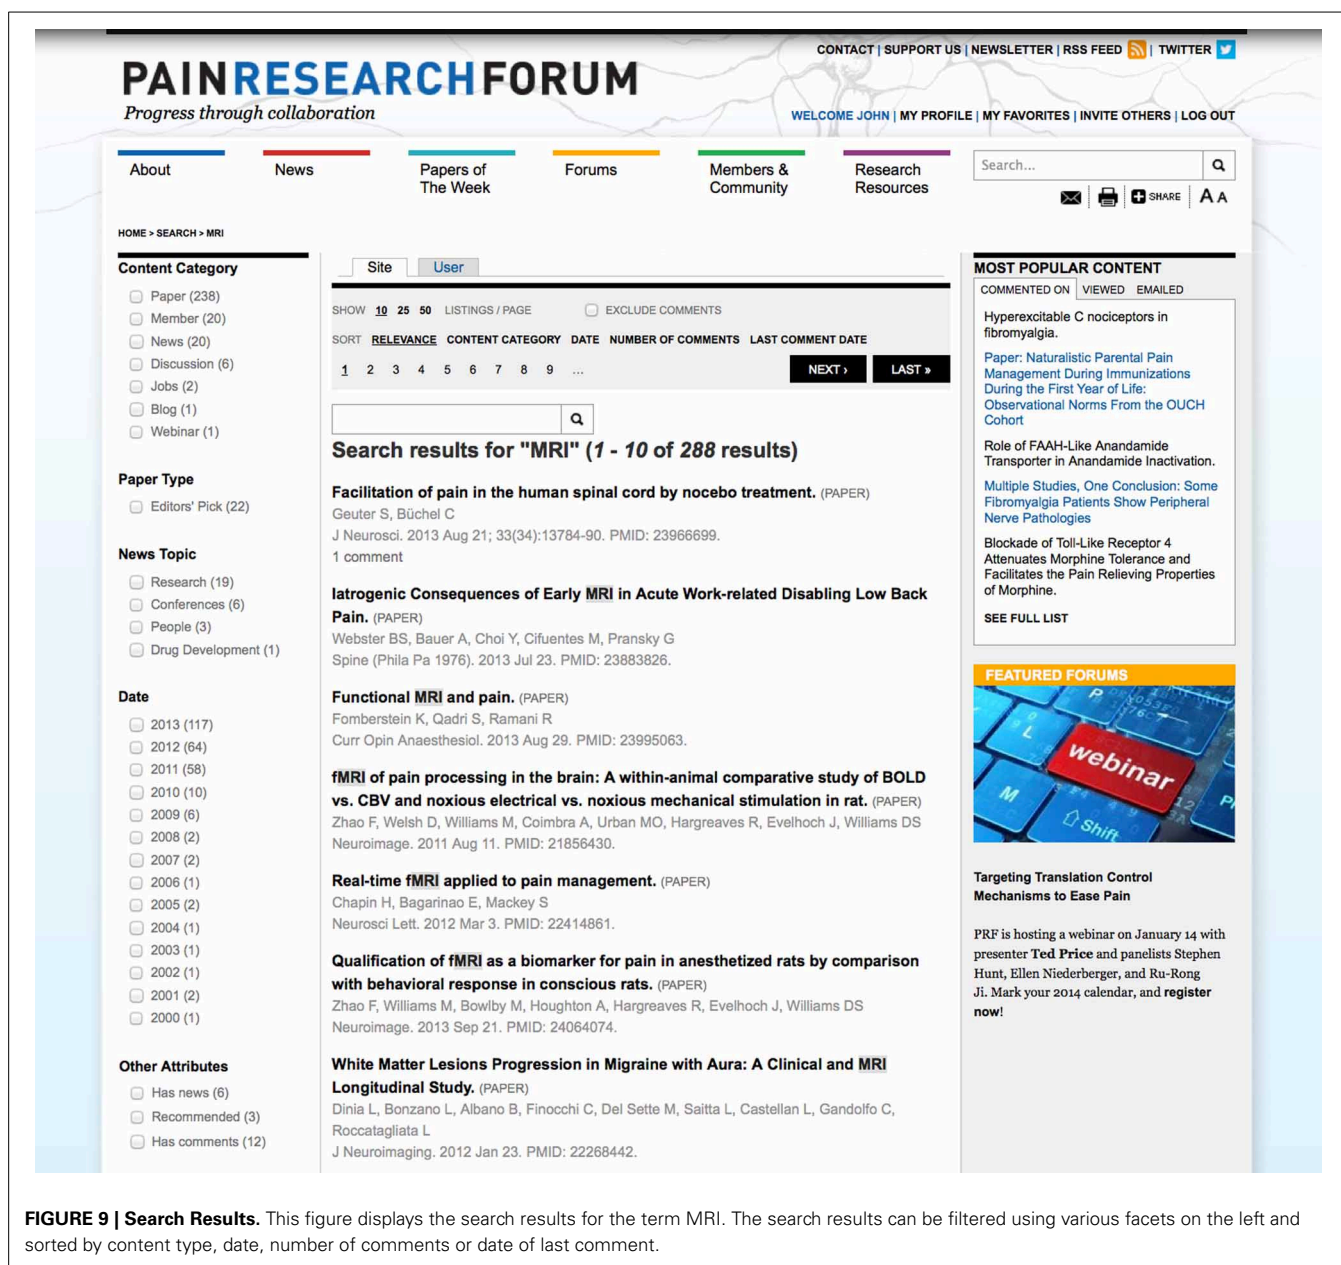 CONTACT | SUPPORT US | NEWSLETTER | RSS FEED | TWITTER
PAINRESEARCHFORUM
Progress through collaboration
WELCOME JOHN | MY PROFILE | MY FAVORITES | INVITE OTHERS | LOG OUT
About
News
Papers of
The Week
Forums
Members &
Community
Research
Resources
Search...
SHARE
A A
HOME > SEARCH > MRI
Content Category
Paper (238)
Member (20)
News (20)
Discussion (6)
Jobs (2)
Blog (1)
Webinar (1)
Paper Type
Editors' Pick (22)
News Topic
Research (19)
Conferences (6)
People (3)
Drug Development (1)
Date
2013 (117)
2012 (64)
2011 (58)
2010 (10)
2009 (6)
2008 (2)
2007 (2)
2006 (1)
2005 (2)
2004 (1)
2003 (1)
2002 (1)
2001 (2)
2000 (1)
Other Attributes
Has news (6)
Recommended (3)
Has comments (12)
Site User
SHOW 10 25 50 LISTINGS / PAGE EXCLUDE COMMENTS
SORT RELEVANCE CONTENT CATEGORY DATE NUMBER OF COMMENTS LAST COMMENT DATE
1 2 3 4 5 6 7 8 9 ... NEXT › LAST »
Search results for "MRI" (1 - 10 of 288 results)
Facilitation of pain in the human spinal cord by nocebo treatment. (PAPER)
Geuter S, Büchel C
J Neurosci. 2013 Aug 21; 33(34):13784-90. PMID: 23966699.
1 comment
Iatrogenic Consequences of Early MRI in Acute Work-related Disabling Low Back
Pain. (PAPER)
Webster BS, Bauer A, Choi Y, Cifuentes M, Pransky G
Spine (Phila Pa 1976). 2013 Jul 23. PMID: 23883826.
Functional MRI and pain. (PAPER)
Fomberstein K, Qadri S, Ramani R
Curr Opin Anaesthesiol. 2013 Aug 29. PMID: 23995063.
fMRI of pain processing in the brain: A within-animal comparative study of BOLD
vs. CBV and noxious electrical vs. noxious mechanical stimulation in rat. (PAPER)
Zhao F, Welsh D, Williams M, Coimbra A, Urban MO, Hargreaves R, Evelhoch J, Williams DS
Neuroimage. 2011 Aug 11. PMID: 21856430.
Real-time fMRI applied to pain management. (PAPER)
Chapin H, Bagarinao E, Mackey S
Neurosci Lett. 2012 Mar 3. PMID: 22414861.
Qualification of fMRI as a biomarker for pain in anesthetized rats by comparison
with behavioral response in conscious rats. (PAPER)
Zhao F, Williams M, Bowlby M, Houghton A, Hargreaves R, Evelhoch J, Williams DS
Neuroimage. 2013 Sep 21. PMID: 24064074.
White Matter Lesions Progression in Migraine with Aura: A Clinical and MRI
Longitudinal Study. (PAPER)
Dinia L, Bonzano L, Albano B, Finocchi C, Del Sette M, Saitta L, Castellan L, Gandolfo C,
Roccatagliata L
J Neuroimaging. 2012 Jan 23. PMID: 22268442.
MOST POPULAR CONTENT
COMMENTED ON VIEWED EMAILED
Hyperexcitable C nociceptors in
fibromyalgia.
Paper: Naturalistic Parental Pain
Management During Immunizations
During the First Year of Life:
Observational Norms From the OUCH
Cohort
Role of FAAH-Like Anandamide
Transporter in Anandamide Inactivation.
Multiple Studies, One Conclusion: Some
Fibromyalgia Patients Show Peripheral
Nerve Pathologies
Blockade of Toll-Like Receptor 4
Attenuates Morphine Tolerance and
Facilitates the Pain Relieving Properties
of Morphine.
SEE FULL LIST
FEATURED FORUMS
P
L
webinar
M
Shift
Targeting Translation Control
Mechanisms to Ease Pain
PRF is hosting a webinar on January 14 with
presenter Ted Price and panelists Stephen
Hunt, Ellen Niederberger, and Ru-Rong
Ji. Mark your 2014 calendar, and register
now!
FIGURE 9 | Search Results. This figure displays the search results for the term MRI. The search results can be filtered using various facets on the left and
sorted by content type, date, number of comments or date of last comment.